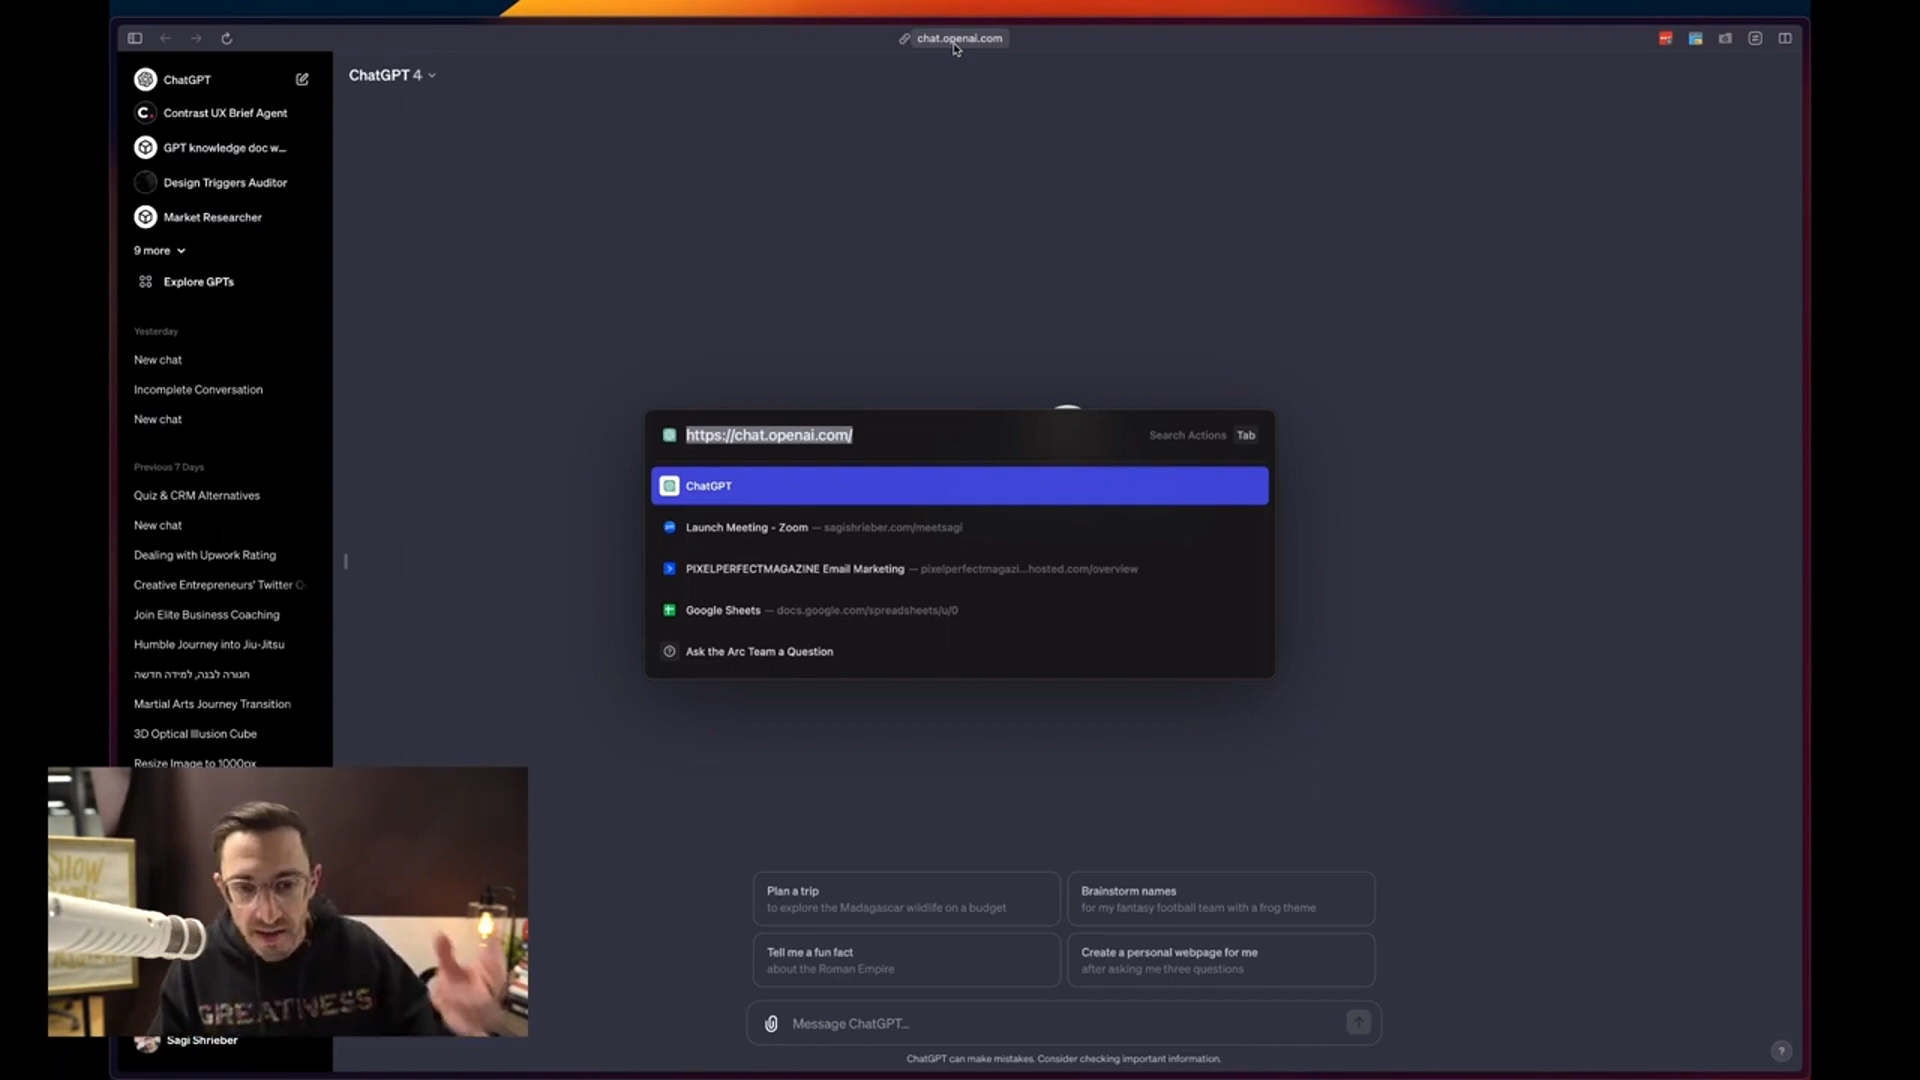 chat.openai.com
ChatGPT
Contrast UX Brief Agent
GPT knowledge doc w...
Design Triggers Auditor
Market Researcher
9 more
Explore GPTs
Yesterday
New chat
Incomplete Conversation
New chat
Previous 7 Days
Quiz & CRM Alternatives
New chat
Dealing with Upwork Rating
Creative Entrepreneurs' Twitter
Join Elite Business Coaching
Humble Journey into Jiu-Jitsu
חגורה לבנה, למידה חדשה
Martial Arts Journey Transition
3D Optical Illusion Cube
Resize Image to 1000px
Sagi Shrieber
ChatGPT 4
https://chat.openai.com/
Search Actions Tab
ChatGPT
Launch Meeting - Zoom — sagishrieber.com/meetsagi
PIXELPERFECTMAGAZINE Email Marketing — pixelperfectmagazi...hosted.com/overview
Google Sheets — docs.google.com/spreadsheets/u/0
Ask the Arc Team a Question
Plan a trip
to explore the Madagascar wildlife on a budget
Brainstorm names
for my fantasy football team with a frog theme
Tell me a fun fact
about the Roman Empire
Create a personal webpage for me
after asking me three questions
Message ChatGPT...
ChatGPT can make mistakes. Consider checking important information.
?
GREATNESS